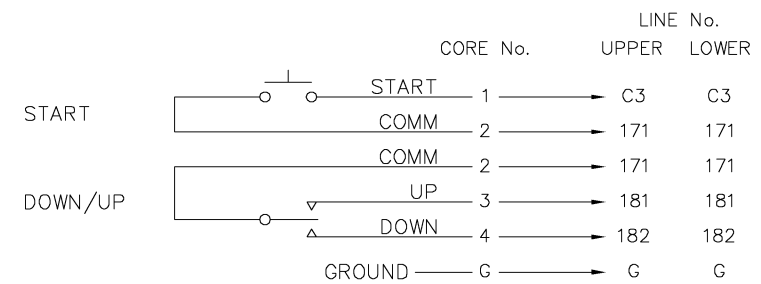 LINE No.
CORE No. UPPER LOWER
START 1 C3 C3
START
COMM 2 171 171
COMM 2 171 171
DOWN/UP
UP 3 181 181
DOWN 4 182 182
GROUND G G G